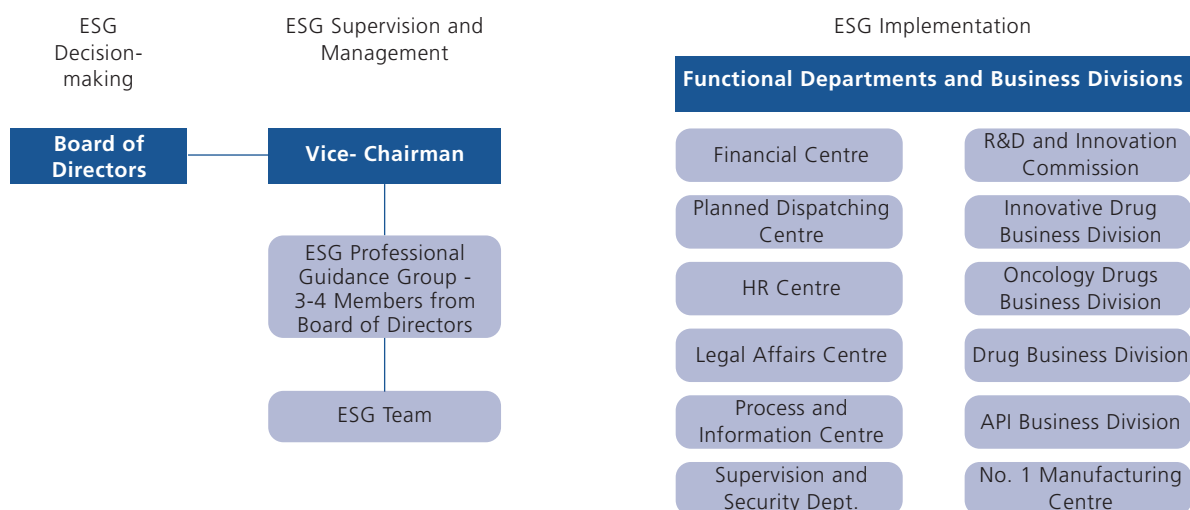 ESG
Decision-
making
ESG Supervision and
Management
ESG Implementation
Board of
Directors
Vice- Chairman
ESG Professional
Guidance Group -
3-4 Members from
Board of Directors
ESG Team
Functional Departments and Business Divisions
Financial Centre
R&D and Innovation
Commission
Planned Dispatching
Centre
Innovative Drug
Business Division
HR Centre
Oncology Drugs
Business Division
Legal Affairs Centre
Drug Business Division
Process and
Information Centre
API Business Division
Supervision and
Security Dept.
No. 1 Manufacturing
Centre